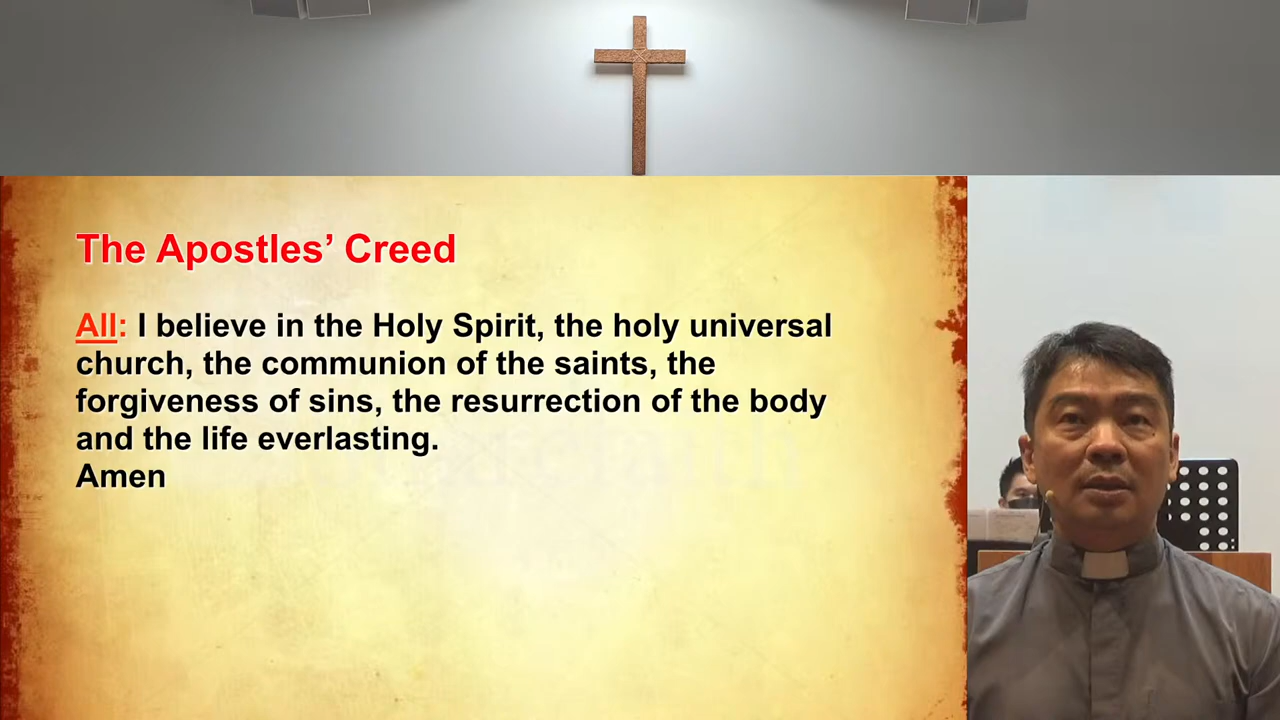 The Apostles’ Creed
All: I believe in the Holy Spirit, the holy universal
church, the communion of the saints, the
forgiveness of sins, the resurrection of the body
and the life everlasting.
Amen